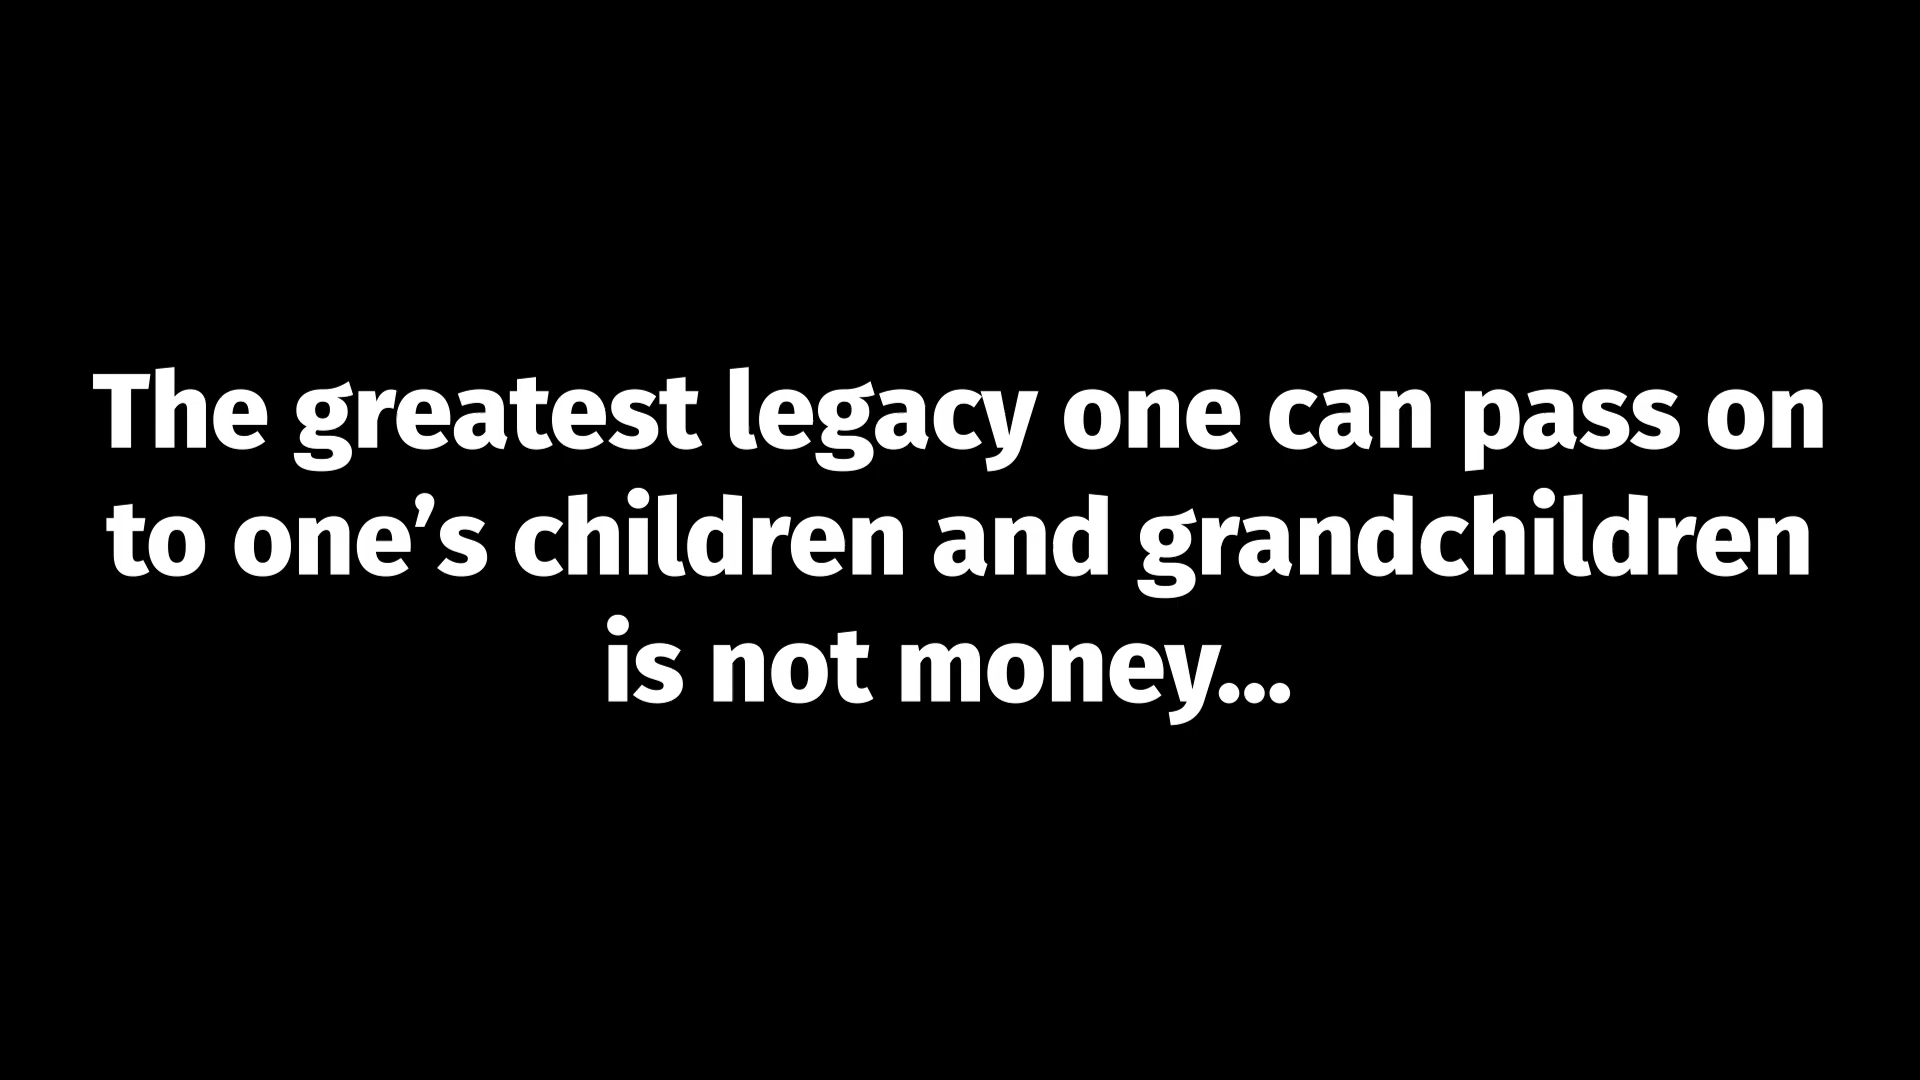 The greatest legacy one can pass on
to one’s children and grandchildren
is not money...